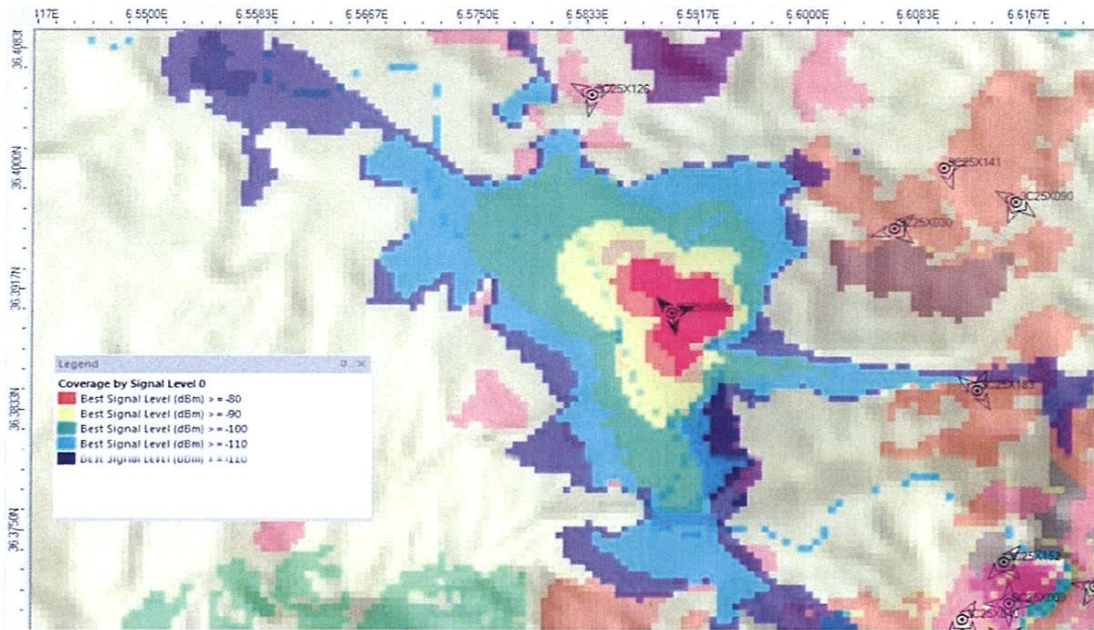 117E 6.5500E 6.5583E 6.5667E 6.5750E 6.5833E 6.5917E 6.6000E 6.6083E 6.6167E
36.4083N
C25X126
36.4000N
C25X141
C25X090
C25X030
36.3917N
Legend
Coverage by Signal Level 0
Best Signal Level (dBm) >=-80
Best Signal Level (dBm) >=-90
Best Signal Level (dBm) >=-100
Best Signal Level (dBm) >=-110
Best Signal Level (dBm)
C25X183
36.3833N
36.3750N